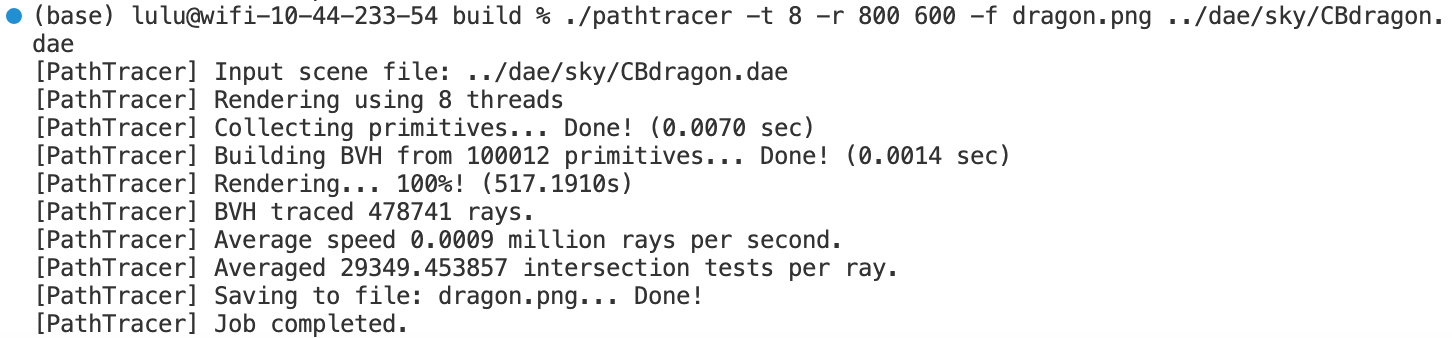 (base) lulu@wifi-10-44-233-54 build % ./pathtracer -t 8 -r 800 600 -f dragon.png ../dae/sky/CBdragon.
dae
[PathTracer] Input scene file: ../dae/sky/CBdragon.dae
[PathTracer] Rendering using 8 threads
[PathTracer] Collecting primitives... Done! (0.0070 sec)
[PathTracer] Building BVH from 100012 primitives... Done! (0.0014 sec)
[PathTracer] Rendering... 100%! (517.1910s)
[PathTracer] BVH traced 478741 rays.
[PathTracer] Average speed 0.0009 million rays per second.
[PathTracer] Averaged 29349.453857 intersection tests per ray.
[PathTracer] Saving to file: dragon.png... Done!
[PathTracer] Job completed.